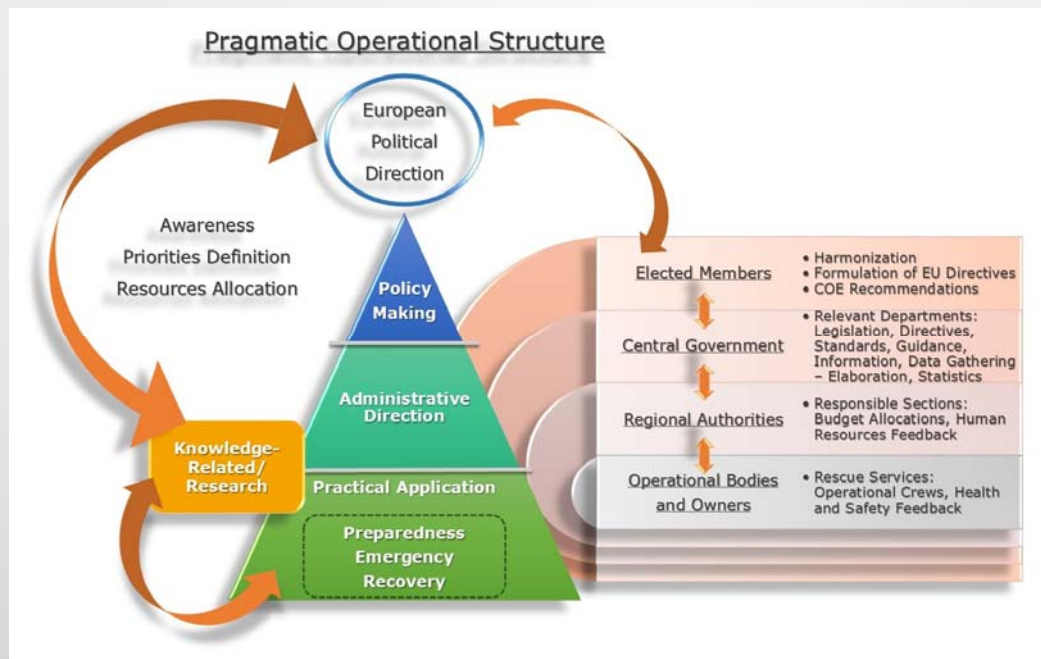 Pragmatic Operational Structure
European
Political
Direction
Awareness
Priorities Definition
Resources Allocation
Policy
Making
Administrative
Direction
Knowledge-
Related/
Research
Practical Application
Preparedness
Emergency
Recovery
Elected Members
• Harmonization
• Formulation of EU Directives
• COE Recommendations
Central Government
• Relevant Departments:
Legislation, Directives,
Standards, Guidance,
Information, Data Gathering
– Elaboration, Statistics
Regional Authorities
• Responsible Sections:
Budget Allocations, Human
Resources Feedback
Operational Bodies
and Owners
• Rescue Services:
Operational Crews, Health
and Safety Feedback